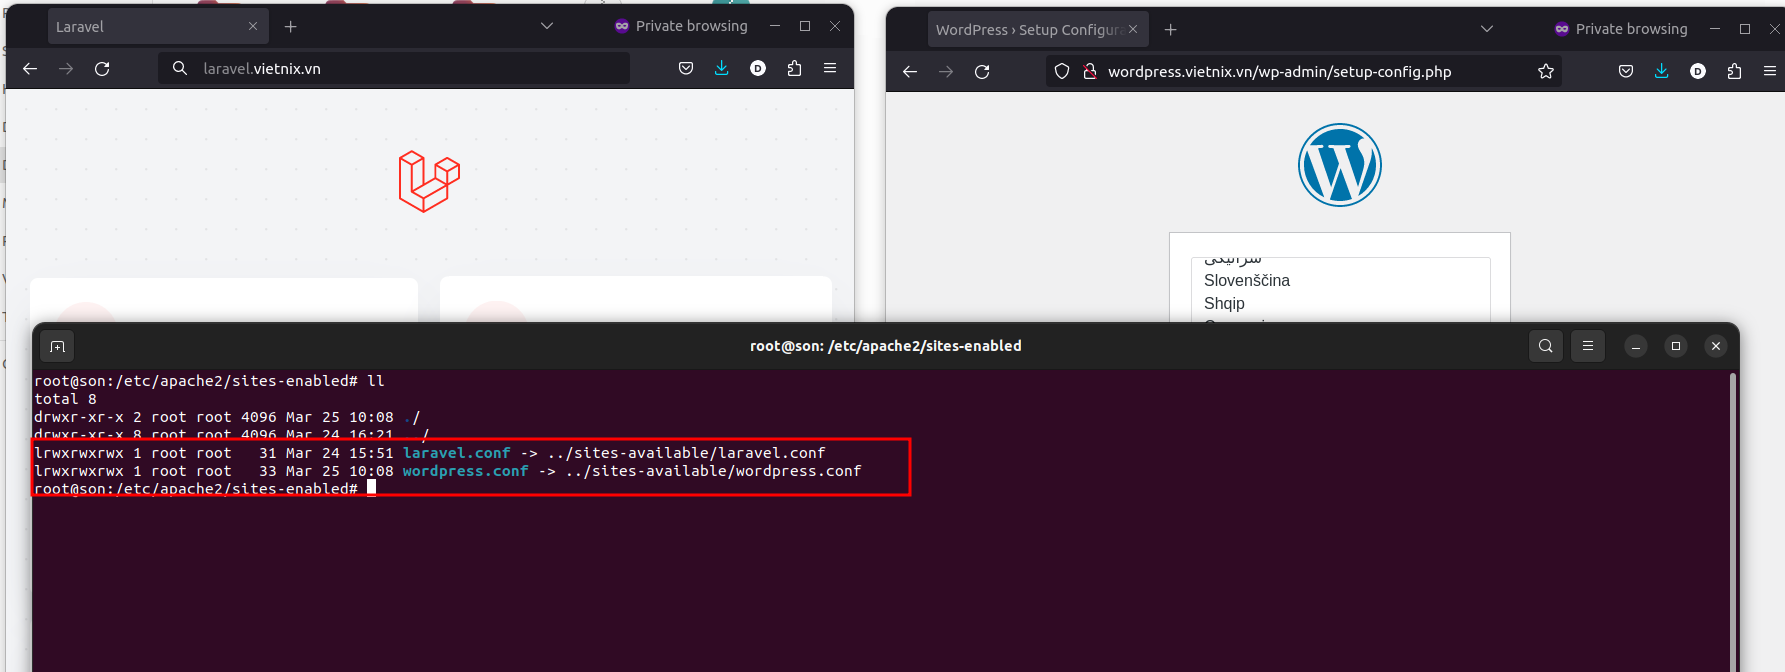 Laravel
Private browsing
laravel.vietnix.vn
WordPress › Setup Configura
Private browsing
wordpress.vietnix.vn/wp-admin/setup-config.php
D
D
سرائیکی
Slovenščina
Shqip
root@son: /etc/apache2/sites-enabled
root@son:/etc/apache2/sites-enabled# ll
total 8
drwxr-xr-x 2 root root 4096 Mar 25 10:08 ./
drwxr-xr-x 8 root root 4096 Mar 24 16:21 ../
lrwxrwxrwx 1 root root   31 Mar 24 15:51 laravel.conf -> ../sites-available/laravel.conf
lrwxrwxrwx 1 root root   33 Mar 25 10:08 wordpress.conf -> ../sites-available/wordpress.conf
root@son:/etc/apache2/sites-enabled#